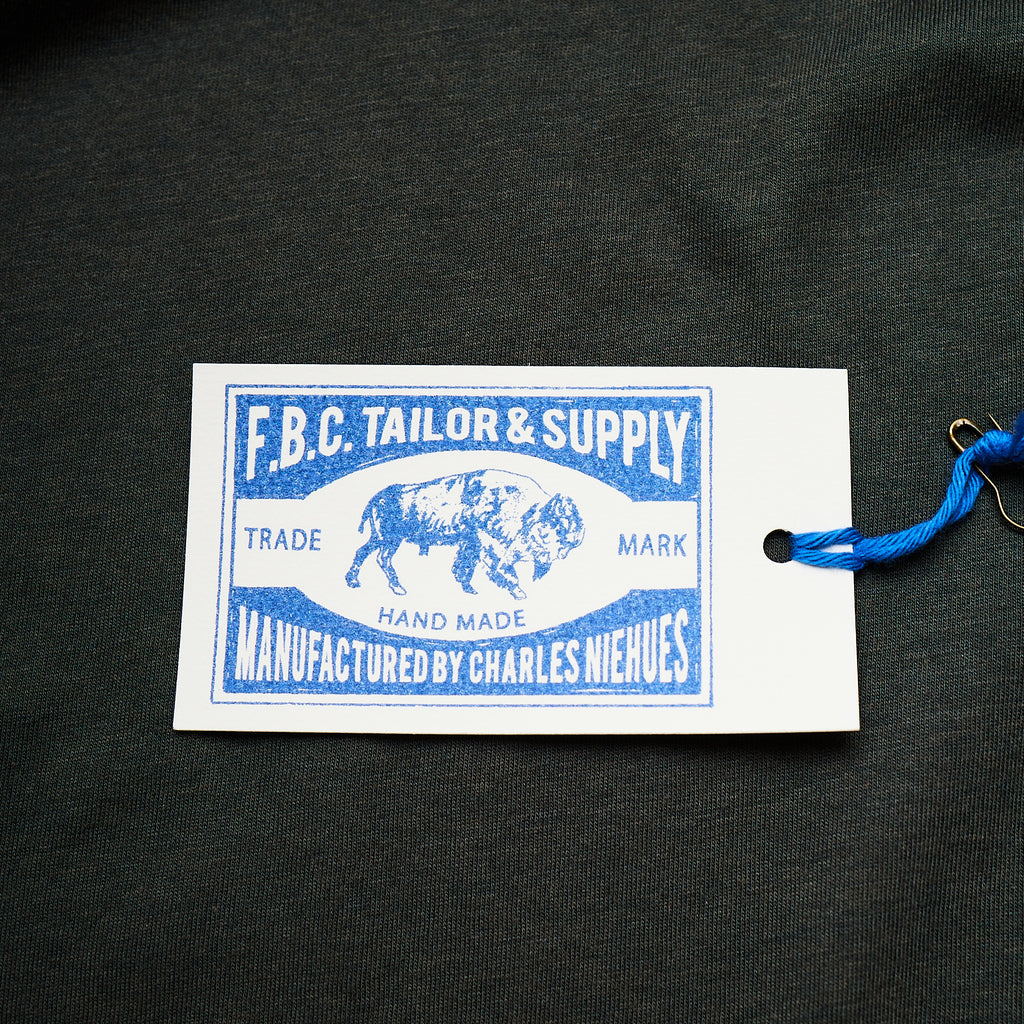 F.B.C. TAILOR & SUPPLY
TRADE MARK
HAND MADE
MANUFACTURED BY CHARLES NIEHUES